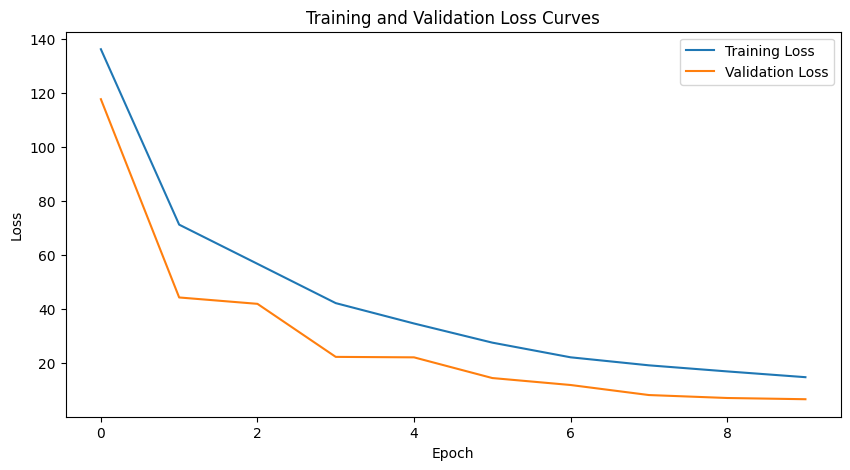 Training and Validation Loss Curves
Training Loss
Validation Loss
140
120
100
80
60
40
20
Loss
0 2 4 6 8
Epoch